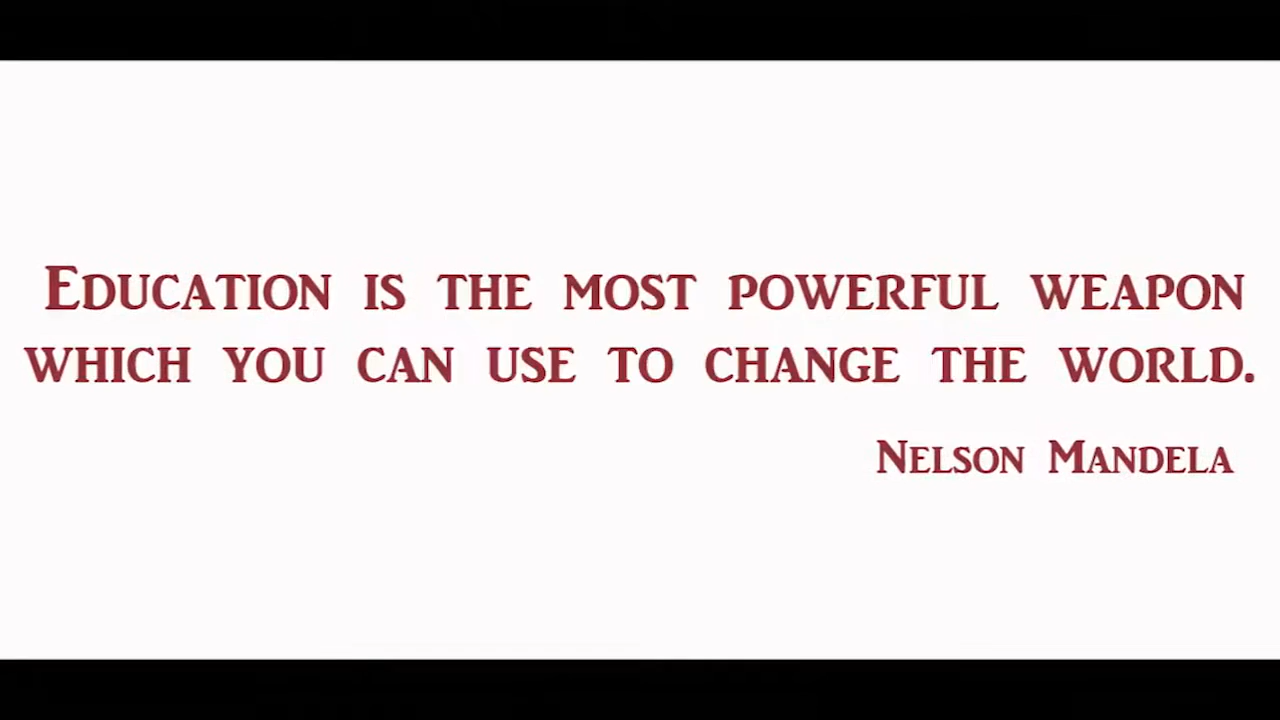 Education is the most powerful weapon
which you can use to change the world.
Nelson Mandela